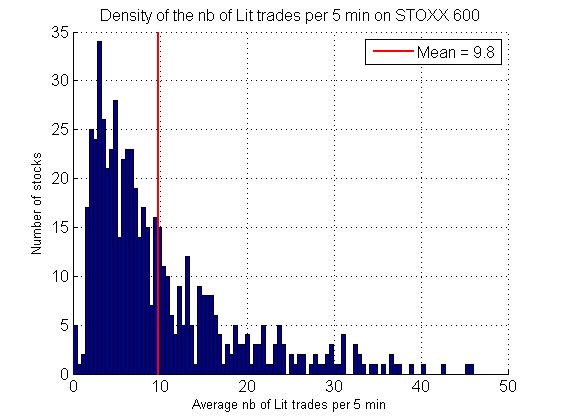 Density of the nb of Lit trades per 5 min on STOXX 600
Mean = 9.8
35
30
25
20
15
10
5
0
Number of stocks
0 10 20 30 40 50
Average nb of Lit trades per 5 min